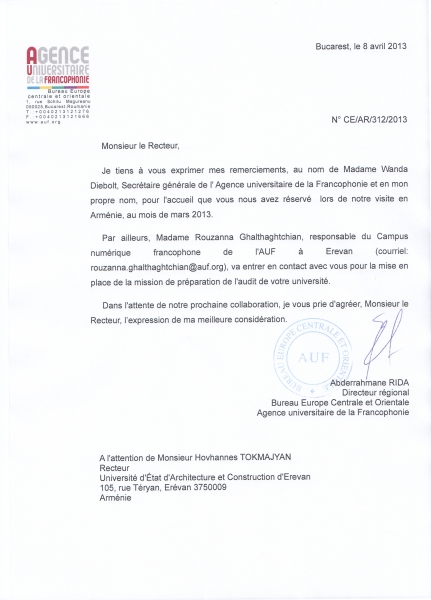 Bucarest, le 8 avril 2013
AGENCE
UNIVERSITAIRE
DE LA FRANCOPHONIE
Bureau Europe
centrale et orientale
1, rue Schitu Magureanu
050025, Bucarest, Roumanie
T +0040213121276
F +0040213121666
www.auf.org
N° CE/AR/312/2013
Monsieur le Recteur,
Je tiens à vous exprimer mes remerciements, au nom de Madame Wanda
Diebolt, Secrétaire générale de l' Agence universitaire de la Francophonie et en mon
propre nom, pour l'accueil que vous nous avez réservé lors de notre visite en
Arménie, au mois de mars 2013.
Par ailleurs, Madame Rouzanna Ghalthaghtchian, responsable du Campus
numérique francophone de l'AUF à Erevan (courriel:
rouzanna.ghalthaghtchian@auf.org), va entrer en contact avec vous pour la mise en
place de la mission de préparation de l'audit de votre université.
Dans l'attente de notre prochaine collaboration, je vous prie d'agréer, Monsieur le
Recteur, l'expression de ma meilleure considération.
BUREAU EUROPE CENTRALE ET ORIENTALE
AUF
Abderrahmane RIDA
Directeur régional
Bureau Europe Centrale et Orientale
Agence universitaire de la Francophonie
A l'attention de Monsieur Hovhannes TOKMAJYAN
Recteur
Université d'État d'Architecture et Construction d'Erevan
105, rue Téryan, Erévan 3750009
Arménie